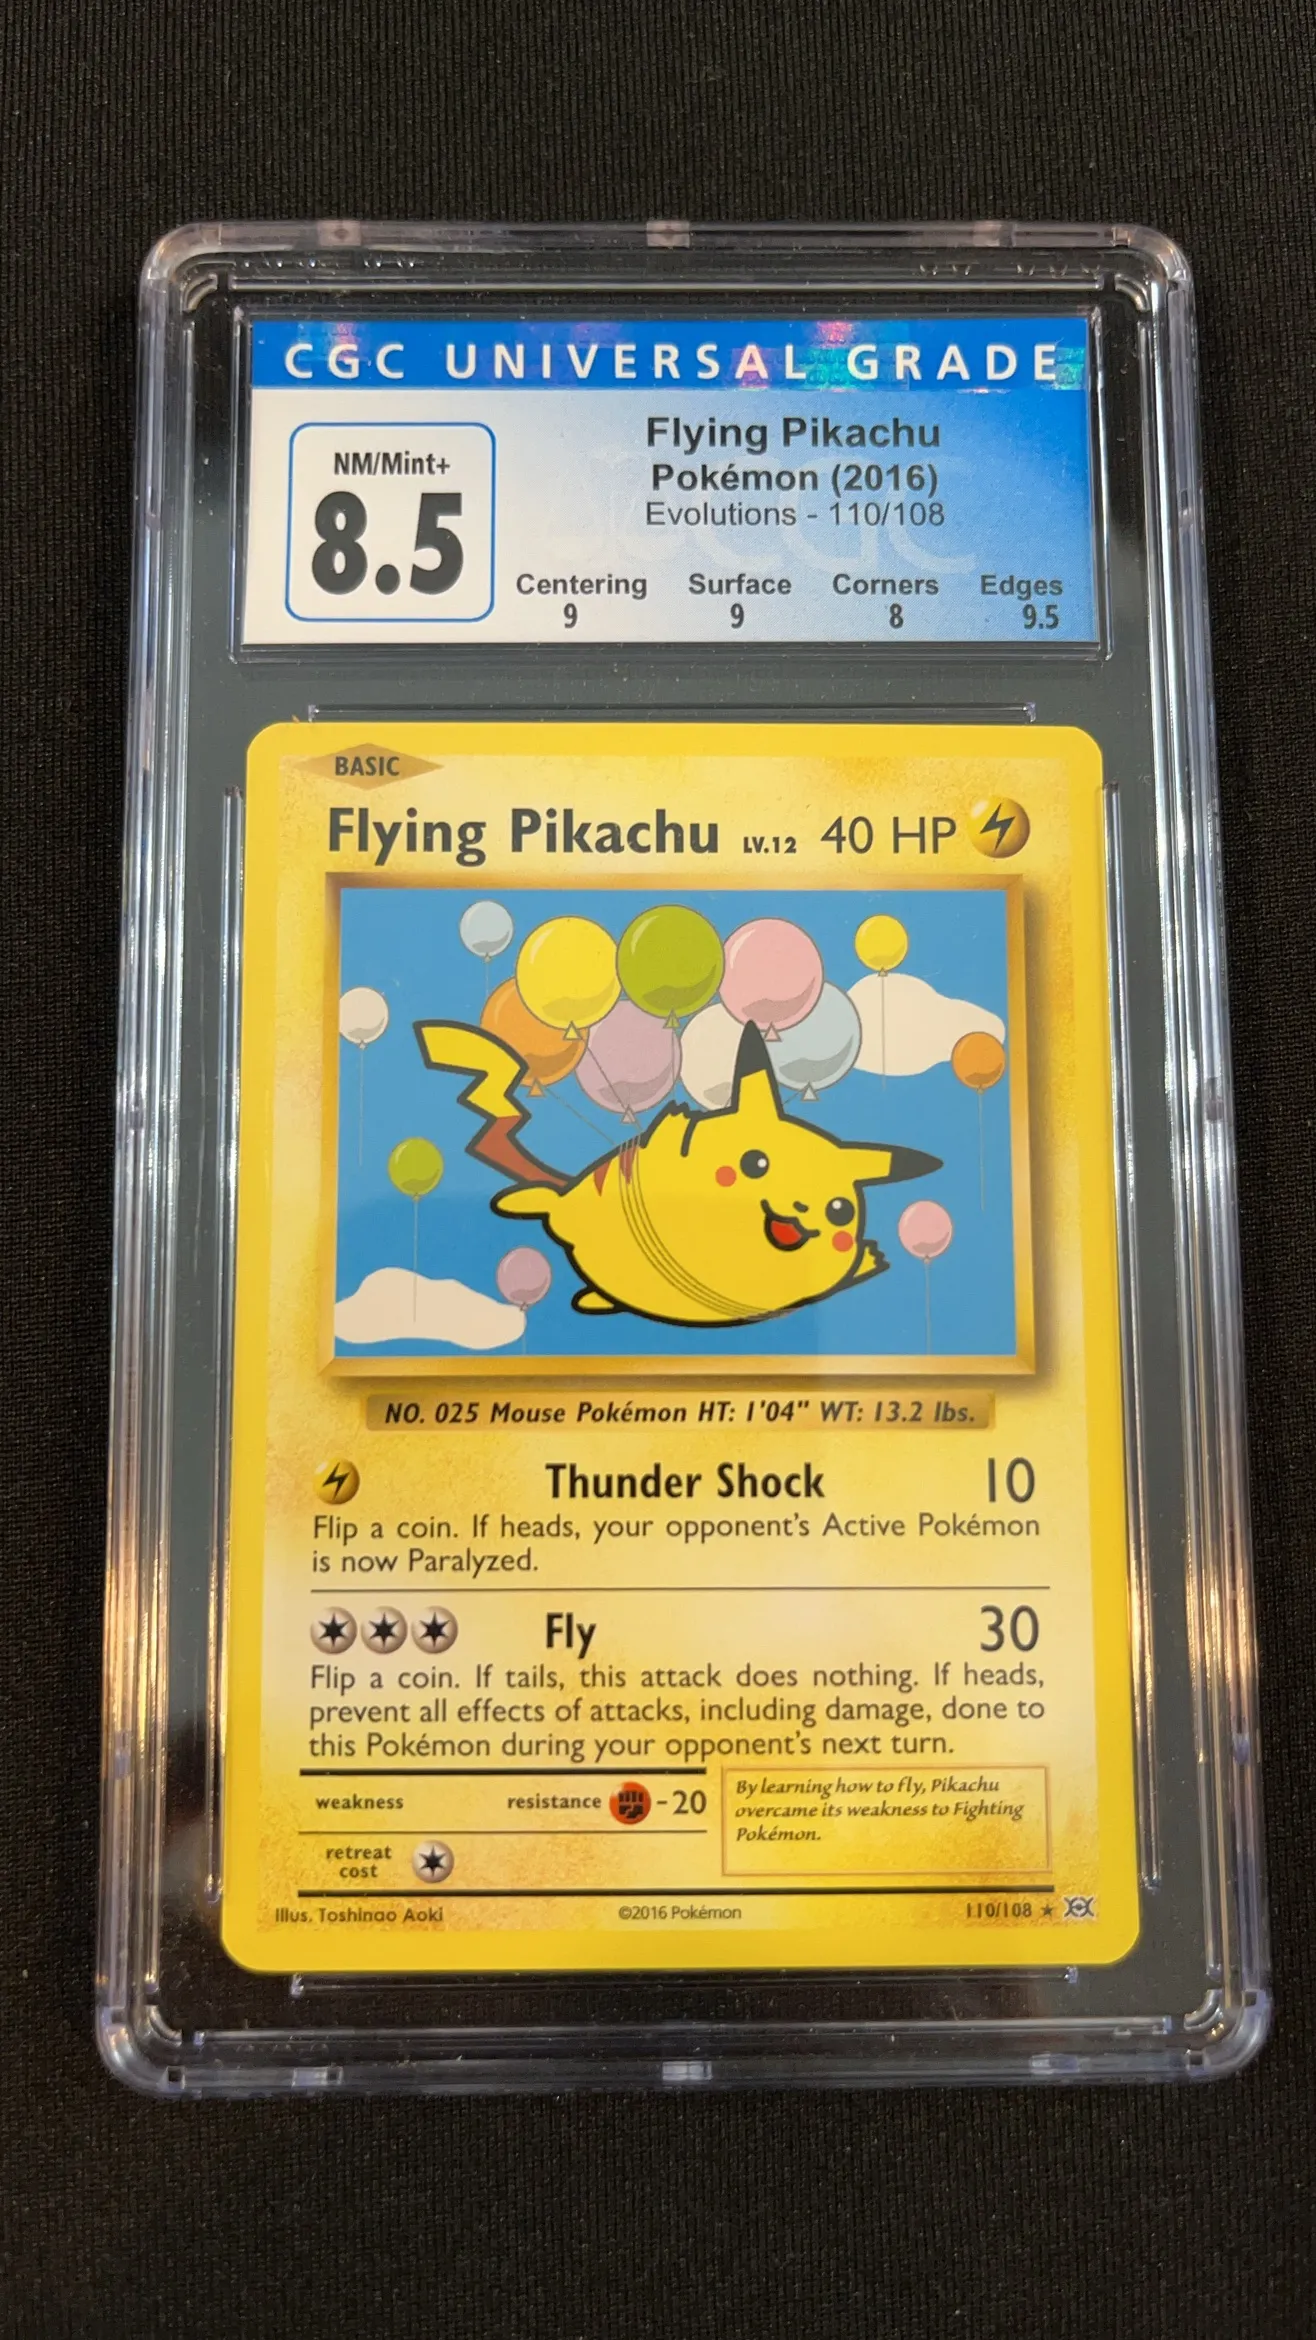 CGC UNIVERSAL GRADE
NM/Mint+
8.5
Flying Pikachu
Pokémon (2016)
Evolutions - 110/108
Centering Surface Corners Edges
9 9 8 9.5
BASIC
Flying Pikachu LV.12 40 HP
NO. 025 Mouse Pokémon HT: 1'04" WT: 13.2 lbs.
Thunder Shock 10
Flip a coin. If heads, your opponent's Active Pokémon
is now Paralyzed.
Fly 30
Flip a coin. If tails, this attack does nothing. If heads,
prevent all effects of attacks, including damage, done to
this Pokémon during your opponent's next turn.
weakness resistance -20
retreat
cost
By learning how to fly, Pikachu
overcame its weakness to Fighting
Pokémon.
Illus. Toshinao Aoki ©2016 Pokémon 110/108 ★